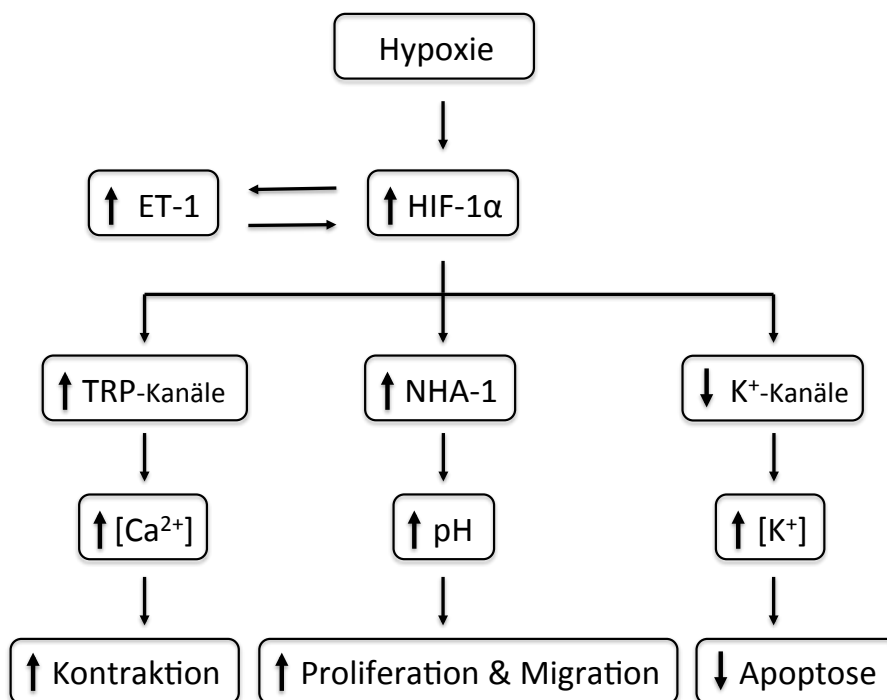 Hypoxie
↑ ET-1
↑ HIF-1α
↑ TRP-Kanäle
↑ NHA-1
↓ K⁺-Kanäle
↑ [Ca²⁺]
↑ pH
↑ [K⁺]
↑ Kontraktion
↑ Proliferation & Migration
↓ Apoptose